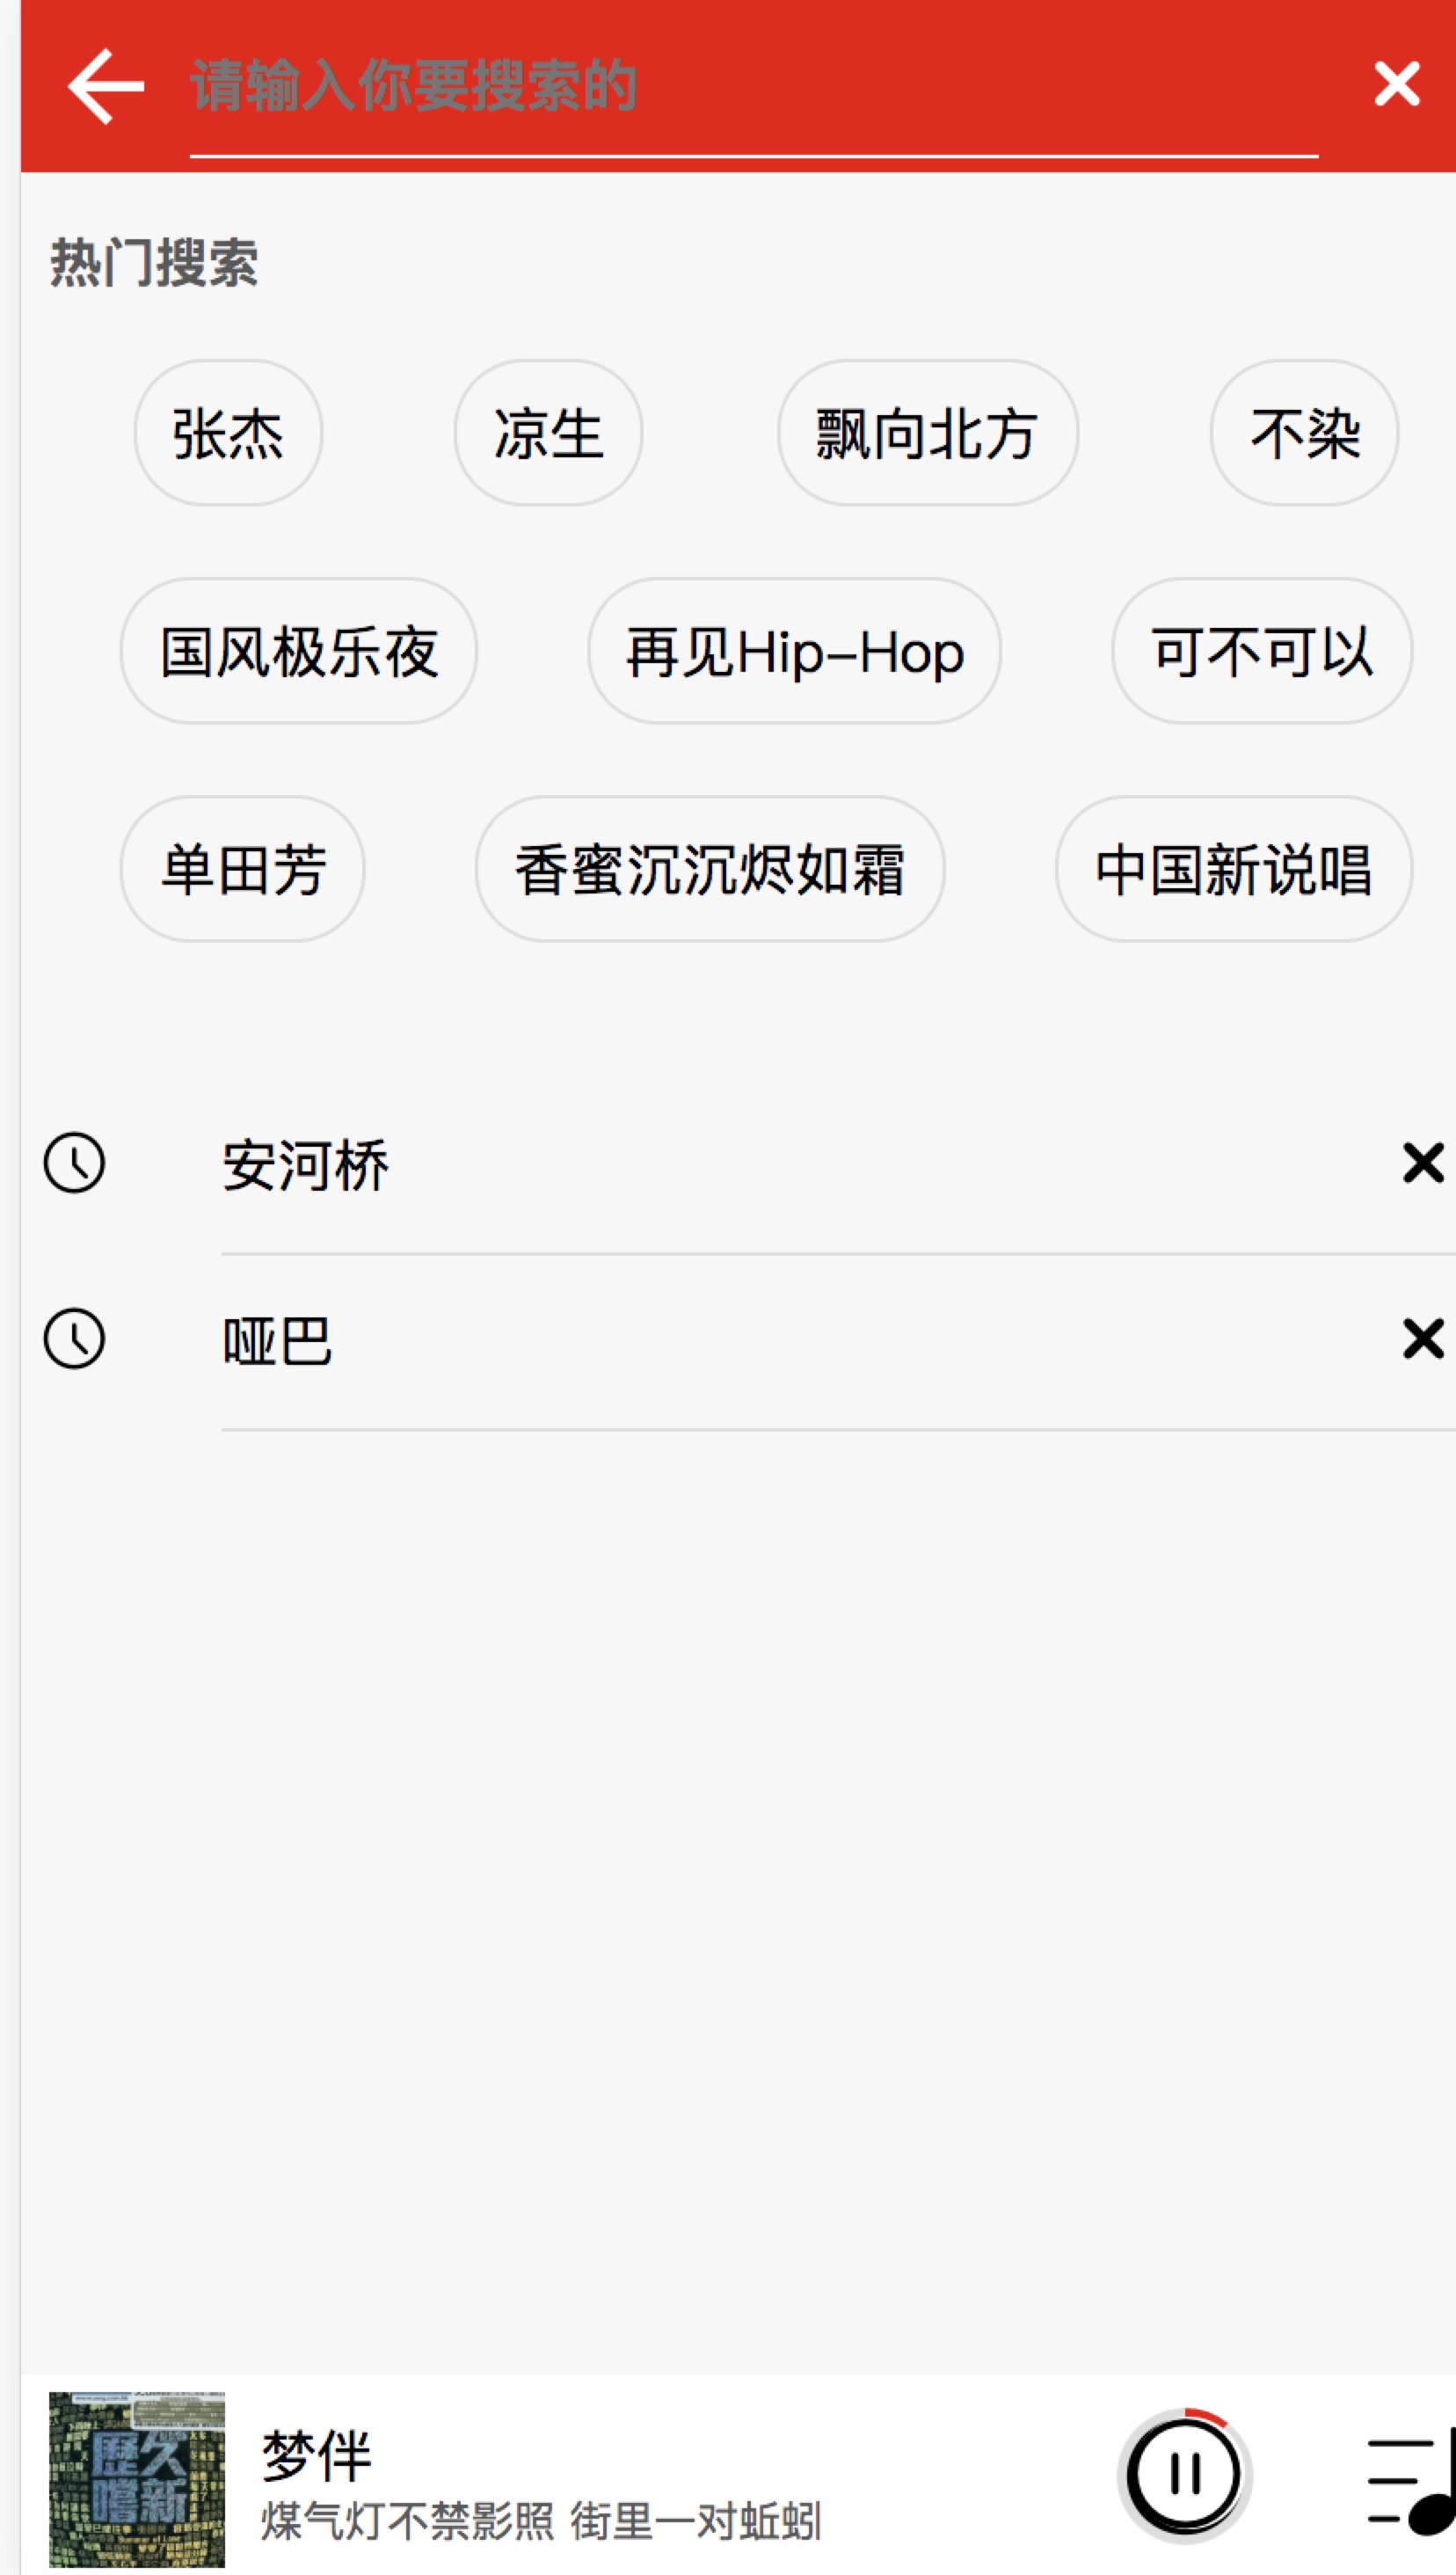 请输入你要搜索的
热门搜索
张杰 凉生 飘向北方 不染
国风极乐夜 再见Hip-Hop 可不可以
单田芳 香蜜沉沉烬如霜 中国新说唱
安河桥
哑巴
歷久
嚐新
梦伴
煤气灯不禁影照 街里一对蚯蚓